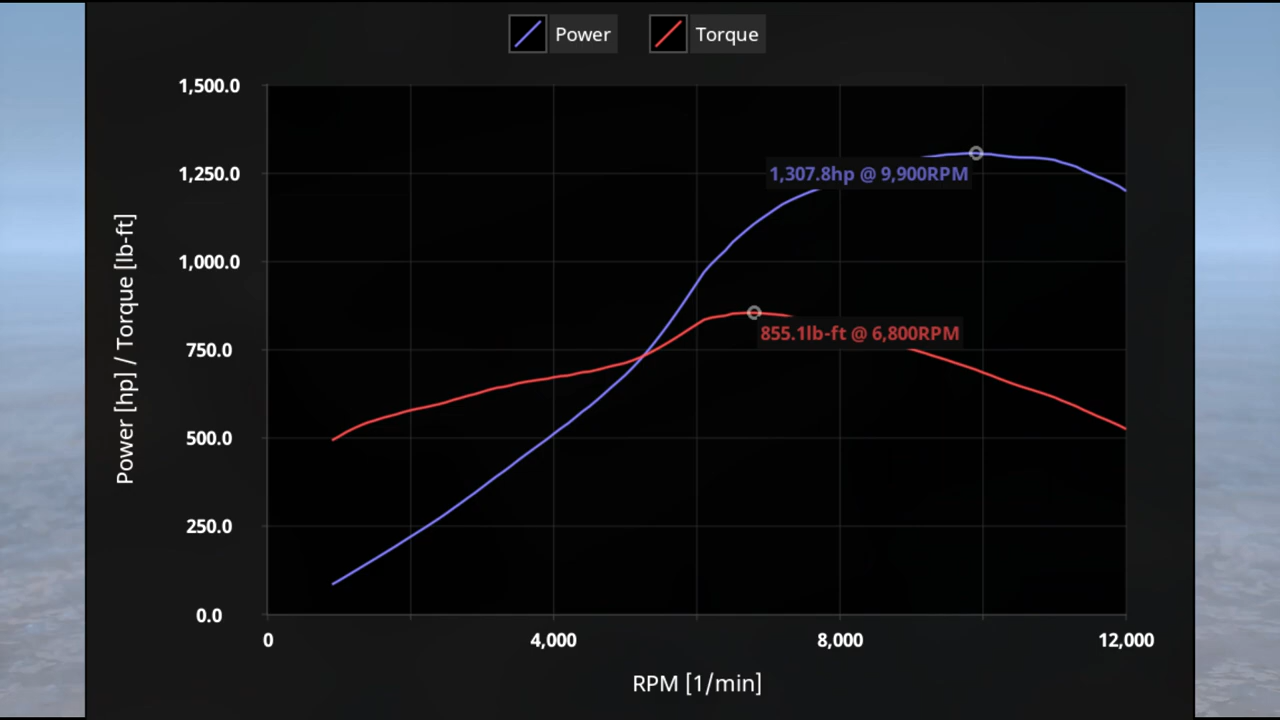 Power Torque
1,500.0
1,250.0
1,000.0
750.0
500.0
250.0
0.0
Power [hp] / Torque [lb-ft]
1,307.8hp @ 9,900RPM
855.1lb-ft @ 6,800RPM
0 4,000 8,000 12,000
RPM [1/min]